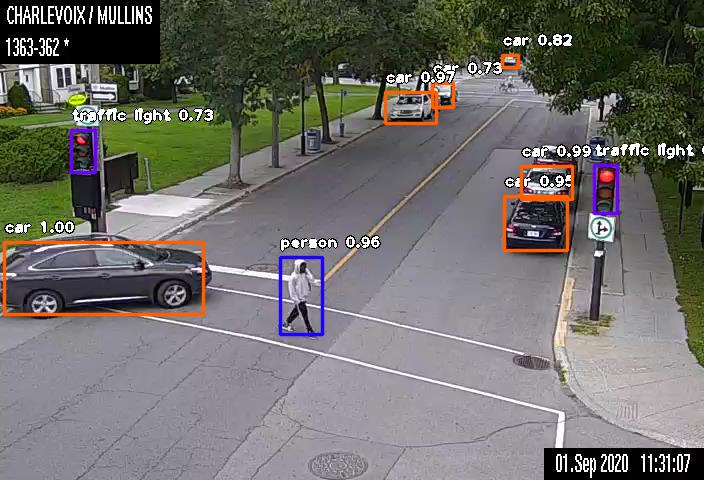 CHARLEVOIX / MULLINS
1363-362 *
car 0.82
car 0.73
car 0.97
traffic light 0.73
car 0.99
traffic light
car 0.95
car 1.00
person 0.96
01.Sep 2020 11:31:07